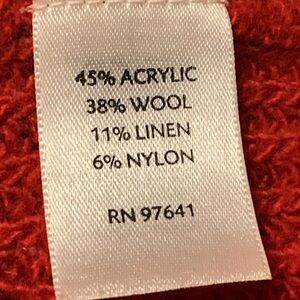 45% ACRYLIC
38% WOOL
11% LINEN
6% NYLON
RN 97641